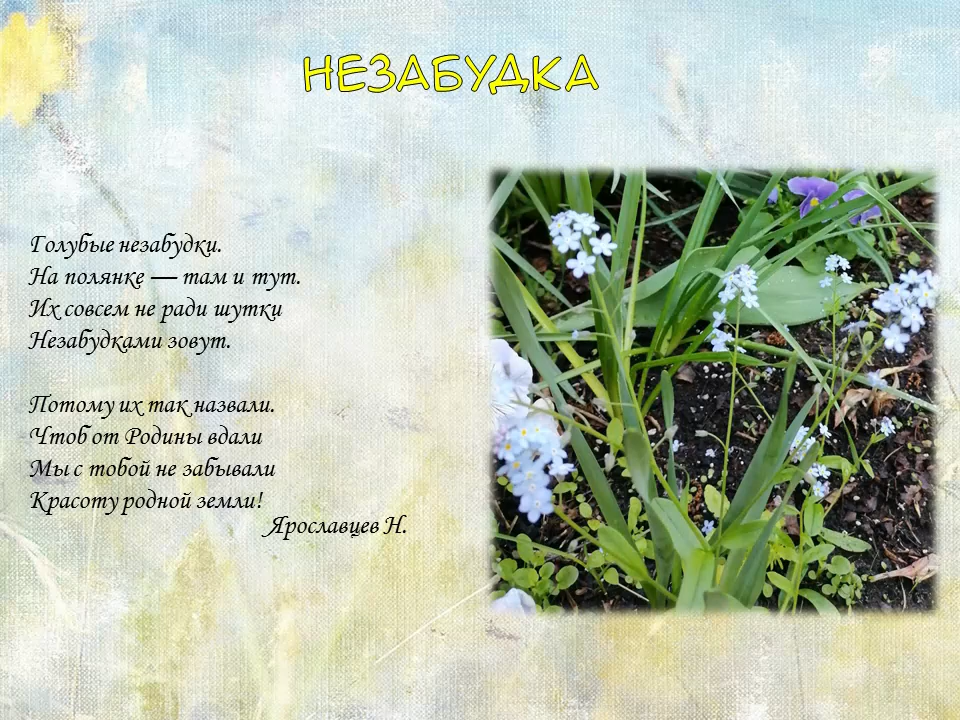 НЕЗАБУДКА
Голубые незабудки.
На полянке — там и тут.
Их совсем не ради шутки
Незабудками зовут.
Потому их так назвали.
Чтоб от Родины вдали
Мы с тобой не забывали
Красоту родной земли!
Ярославцев Н.